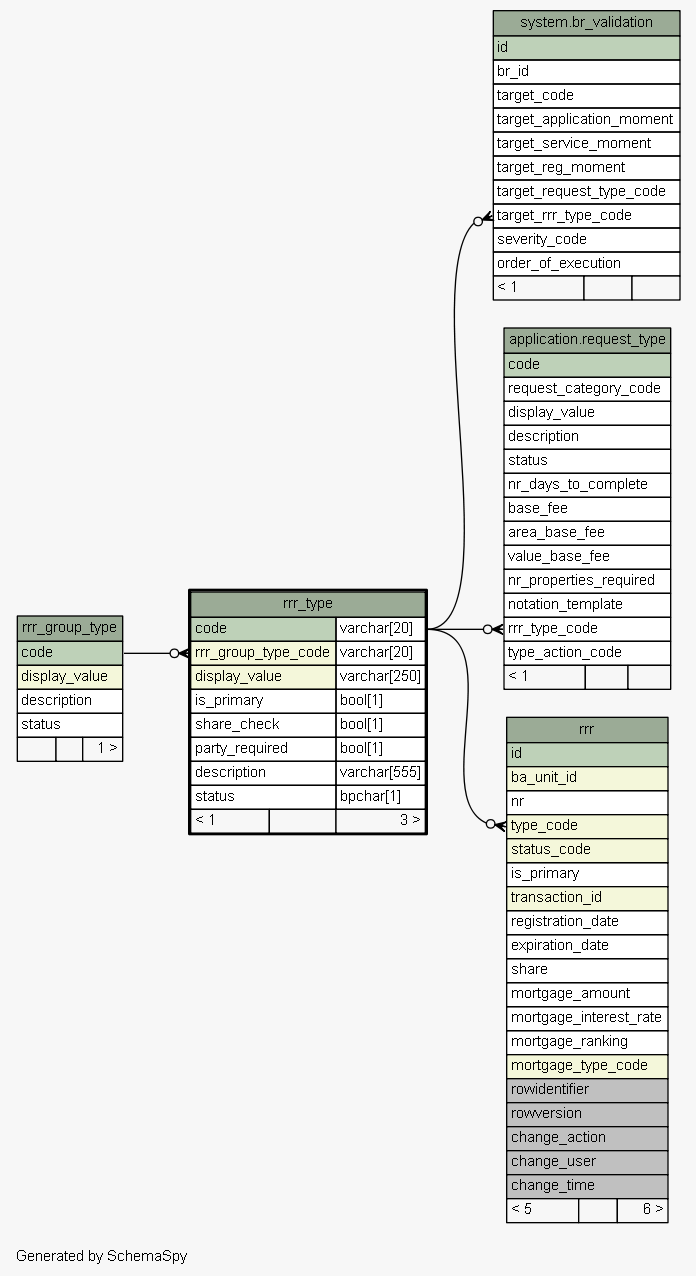 system.br_validation
id
br_id
target_code
target_application_moment
target_service_moment
target_reg_moment
target_request_type_code
target_rrr_type_code
severity_code
order_of_execution
< 1
application.request_type
code
request_category_code
display_value
description
status
nr_days_to_complete
base_fee
area_base_fee
value_base_fee
nr_properties_required
notation_template
rrr_type_code
type_action_code
< 1
rrr_group_type
code
display_value
description
status
1 >
rrr_type
code varchar[20]
rrr_group_type_code varchar[20]
display_value varchar[250]
is_primary bool[1]
share_check bool[1]
party_required bool[1]
description varchar[555]
status bpchar[1]
< 1 3 >
rrr
id
ba_unit_id
nr
type_code
status_code
is_primary
transaction_id
registration_date
expiration_date
share
mortgage_amount
mortgage_interest_rate
mortgage_ranking
mortgage_type_code
rowidentifier
rowversion
change_action
change_user
change_time
< 5 6 >
Generated by SchemaSpy